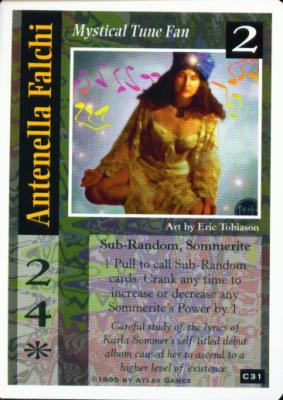 Mystical Tune Fan
2
Antenella Falchi
Art by Eric Tobiason
Sub-Random, Sommerite
1 Pull to call Sub-Random
cards. Crank any time to
increase or decrease any
Sommerite's Power by 1.
2
4
*
Careful study of the lyrics of
Karla Sommer's self-titled debut
album caused her to ascend to a
higher level of existence
©1995 by Atlas Games
C31